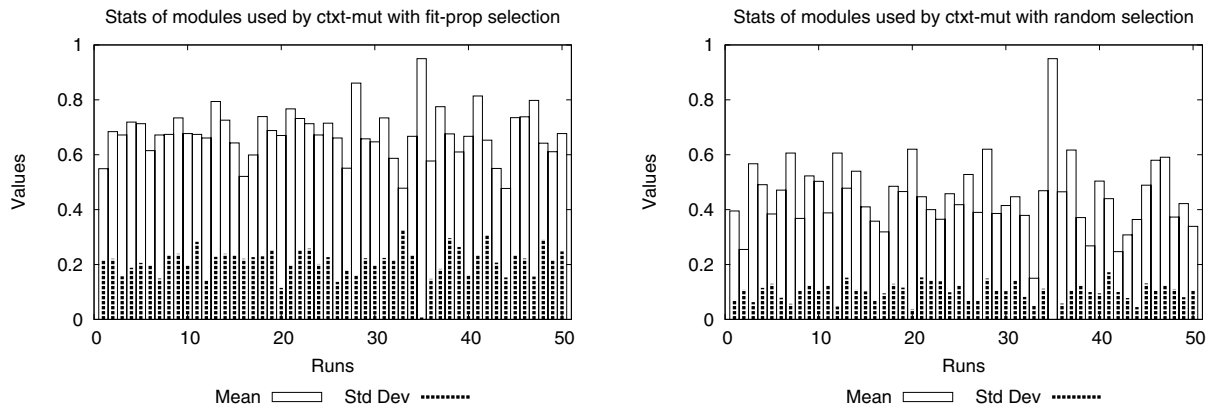 Stats of modules used by ctxt-mut with fit-prop selection
1
0.8
0.6
0.4
0.2
0
Values
0 10 20 30 40 50
Runs
Mean Std Dev
Stats of modules used by ctxt-mut with random selection
1
0.8
0.6
0.4
0.2
0
Values
0 10 20 30 40 50
Runs
Mean Std Dev